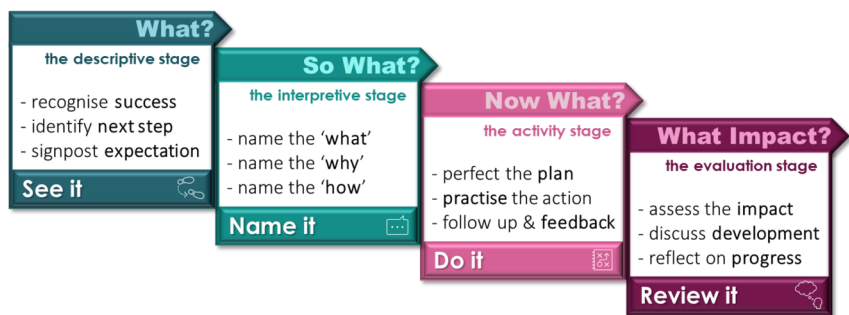 What?
the descriptive stage
- recognise success
- identify next step
- signpost expectation
See it
So What?
the interpretive stage
- name the ‘what’
- name the ‘why’
- name the ‘how’
Name it
Now What?
the activity stage
- perfect the plan
- practise the action
- follow up & feedback
Do it
What Impact?
the evaluation stage
- assess the impact
- discuss development
- reflect on progress
Review it